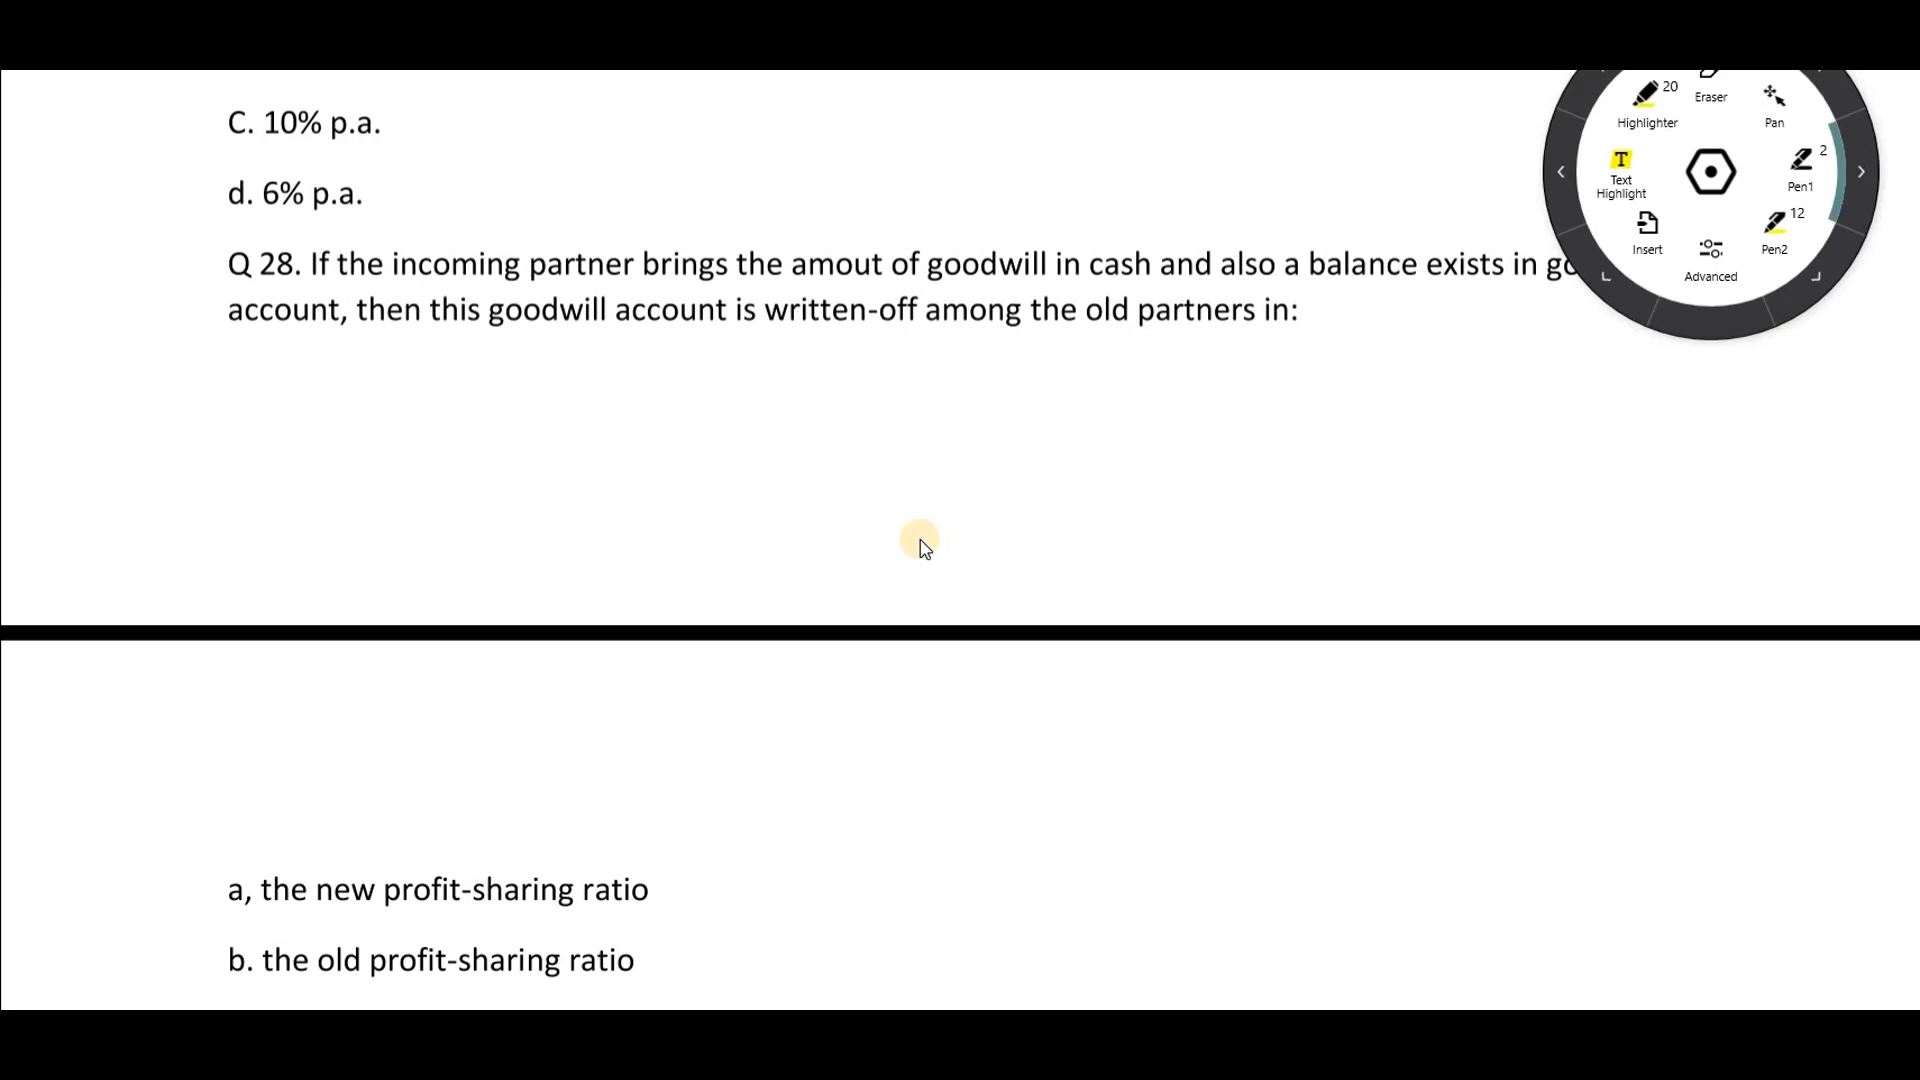 C. 10% p.a.
d. 6% p.a.
Q 28. If the incoming partner brings the amout of goodwill in cash and also a balance exists in
account, then this goodwill account is written-off among the old partners in:
a, the new profit-sharing ratio
b. the old profit-sharing ratio
20
Eraser
Highlighter
Pan
T
2
Text
Highlight
Pen1
12
Insert
Pen2
Advanced